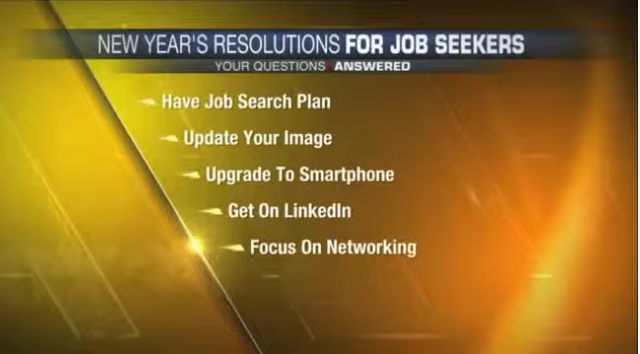 NEW YEAR'S RESOLUTIONS FOR JOB SEEKERS
YOUR QUESTIONS ANSWERED
Have Job Search Plan
Update Your Image
Upgrade To Smartphone
Get On LinkedIn
Focus On Networking